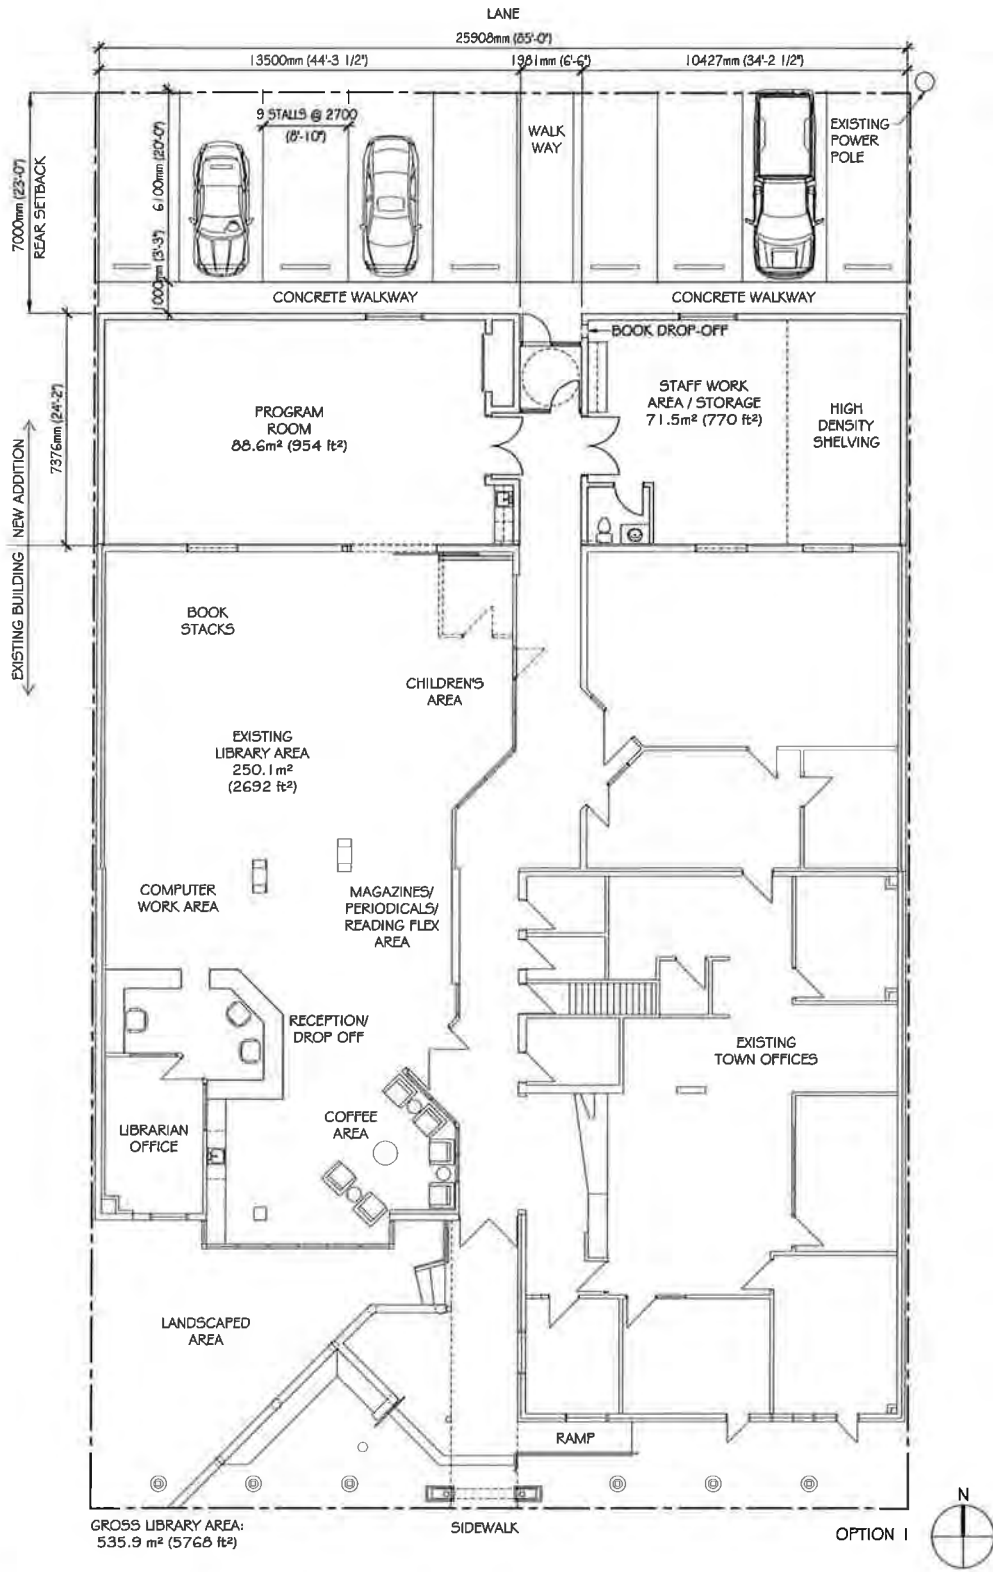 LANE
25908mm (85'-0")
13500mm (44'-3 1/2")
1981mm (6'-6")
10427mm (34'-2 1/2")
9 STALLS @ 2700
(8'-10")
WALK
WAY
EXISTING
POWER
POLE
7000mm (23'-0")
REAR SETBACK
6100mm (20'-0")
1000mm (3'-3")
CONCRETE WALKWAY
CONCRETE WALKWAY
BOOK DROP-OFF
PROGRAM
ROOM
88.6m² (954 ft²)
STAFF WORK
AREA / STORAGE
71.5m² (770 ft²)
HIGH
DENSITY
SHELVING
7376mm (24'-2")
NEW ADDITION
EXISTING BUILDING
BOOK
STACKS
CHILDREN'S
AREA
EXISTING
LIBRARY AREA
250.1m²
(2692 ft²)
COMPUTER
WORK AREA
MAGAZINES/
PERIODICALS/
READING FLEX
AREA
RECEPTION/
DROP OFF
EXISTING
TOWN OFFICES
LIBRARIAN
OFFICE
COFFEE
AREA
LANDSCAPED
AREA
RAMP
GROSS LIBRARY AREA:
535.9 m² (5768 ft²)
SIDEWALK
OPTION 1
N